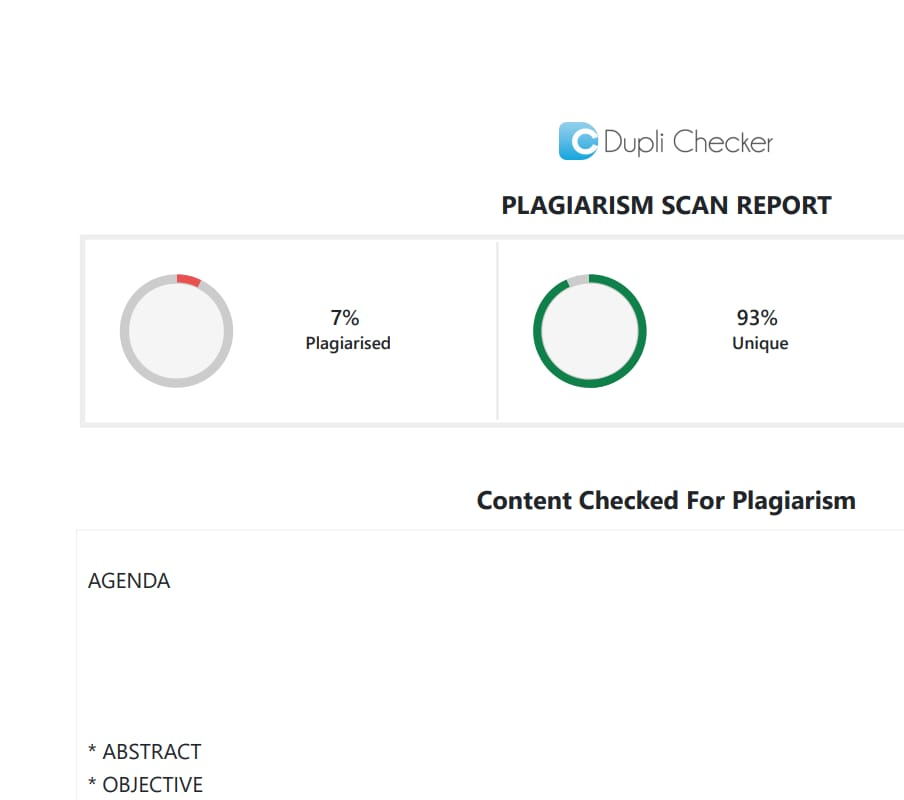 Dupli Checker
PLAGIARISM SCAN REPORT
7%
Plagiarised
93%
Unique
Content Checked For Plagiarism
AGENDA
* ABSTRACT
* OBJECTIVE